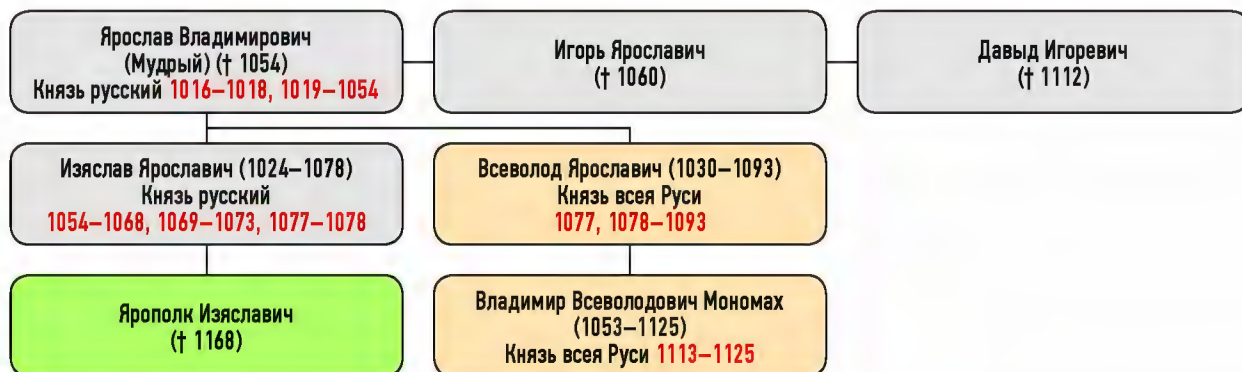 Ярослав Владимирович
(Мудрый) († 1054)
Князь русский 1016–1018, 1019–1054
Игорь Ярославич
(† 1060)
Давыд Игоревич
(† 1112)
Изяслав Ярославич (1024–1078)
Князь русский
1054–1068, 1069–1073, 1077–1078
Всеволод Ярославич (1030–1093)
Князь всея Руси
1077, 1078–1093
Ярополк Изяславич
(† 1168)
Владимир Всеволодович Мономах
(1053–1125)
Князь всея Руси 1113–1125